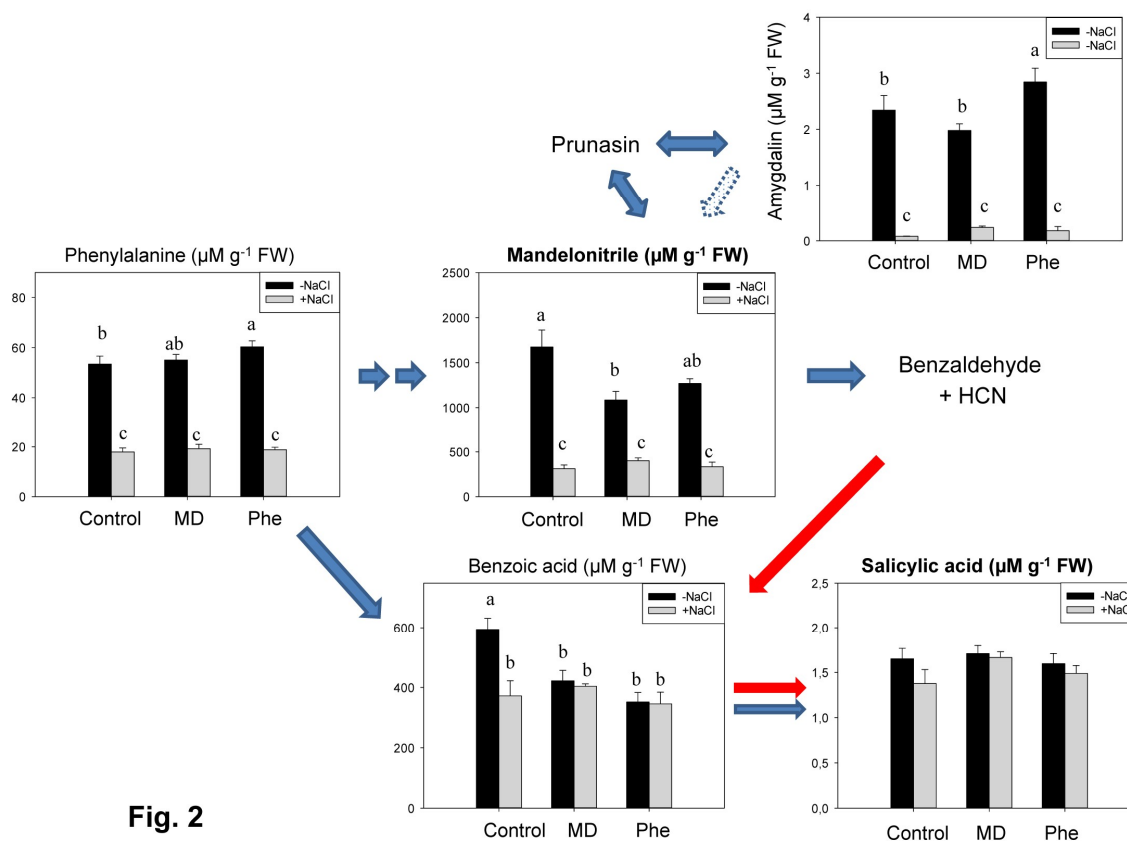 -NaCl
-NaCl
Amygdalin (µM g⁻¹ FW)
4
3
2
1
0
b
c
b
c
a
c
Control MD Phe
Prunasin
Phenylalanine (µM g⁻¹ FW)
-NaCl
+NaCl
80
60
40
20
0
b
c
ab
c
a
c
Control MD Phe
Mandelonitrile (µM g⁻¹ FW)
-NaCl
+NaCl
2500
2000
1500
1000
500
0
a
c
b
c
ab
c
Control MD Phe
Benzaldehyde
+ HCN
Benzoic acid (µM g⁻¹ FW)
-NaCl
+NaCl
600
400
200
0
a
b
b
b
b
b
Control MD Phe
Salicylic acid (µM g⁻¹ FW)
-NaCl
+NaCl
2,5
2,0
1,5
1,0
0,5
0,0
Control MD Phe
Fig. 2